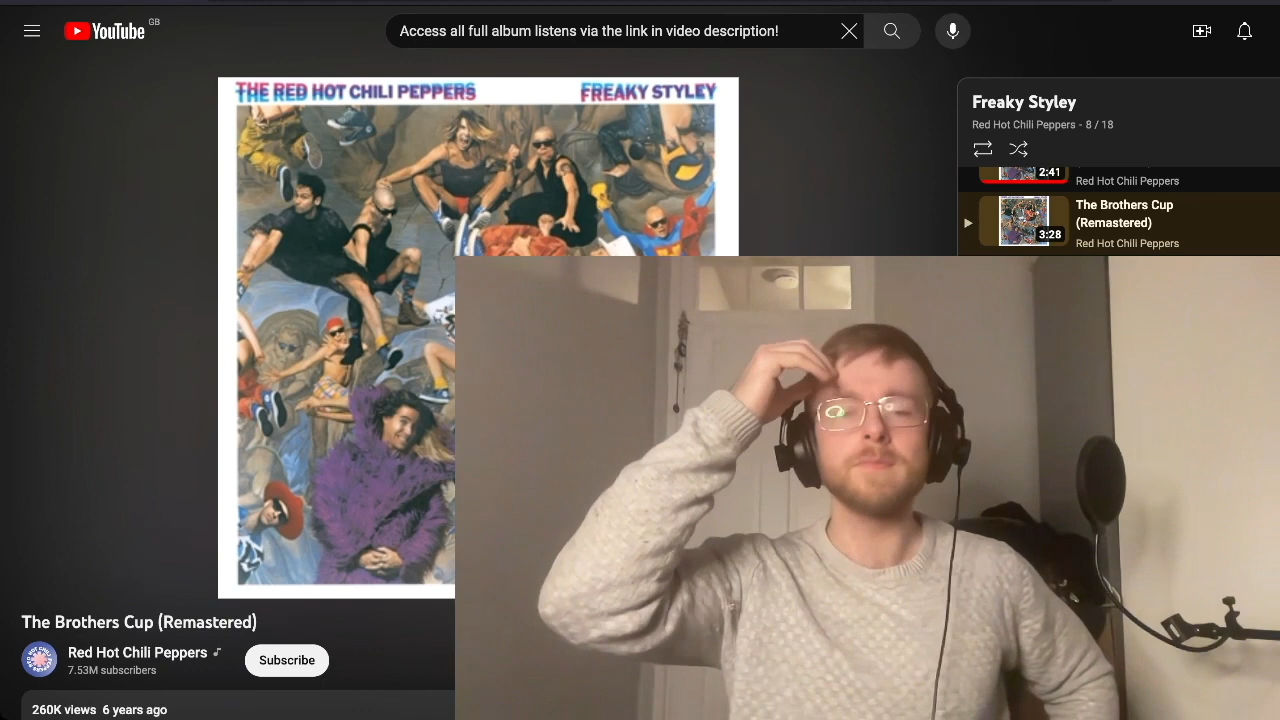 YouTube GB
Access all full album listens via the link in video description!
THE RED HOT CHILI PEPPERS FREAKY STYLEY
Freaky Styley
Red Hot Chili Peppers - 8 / 18
2:41
Red Hot Chili Peppers
The Brothers Cup
(Remastered)
3:28
Red Hot Chili Peppers
The Brothers Cup (Remastered)
Red Hot Chili Peppers
7.53M subscribers
Subscribe
260K views 6 years ago